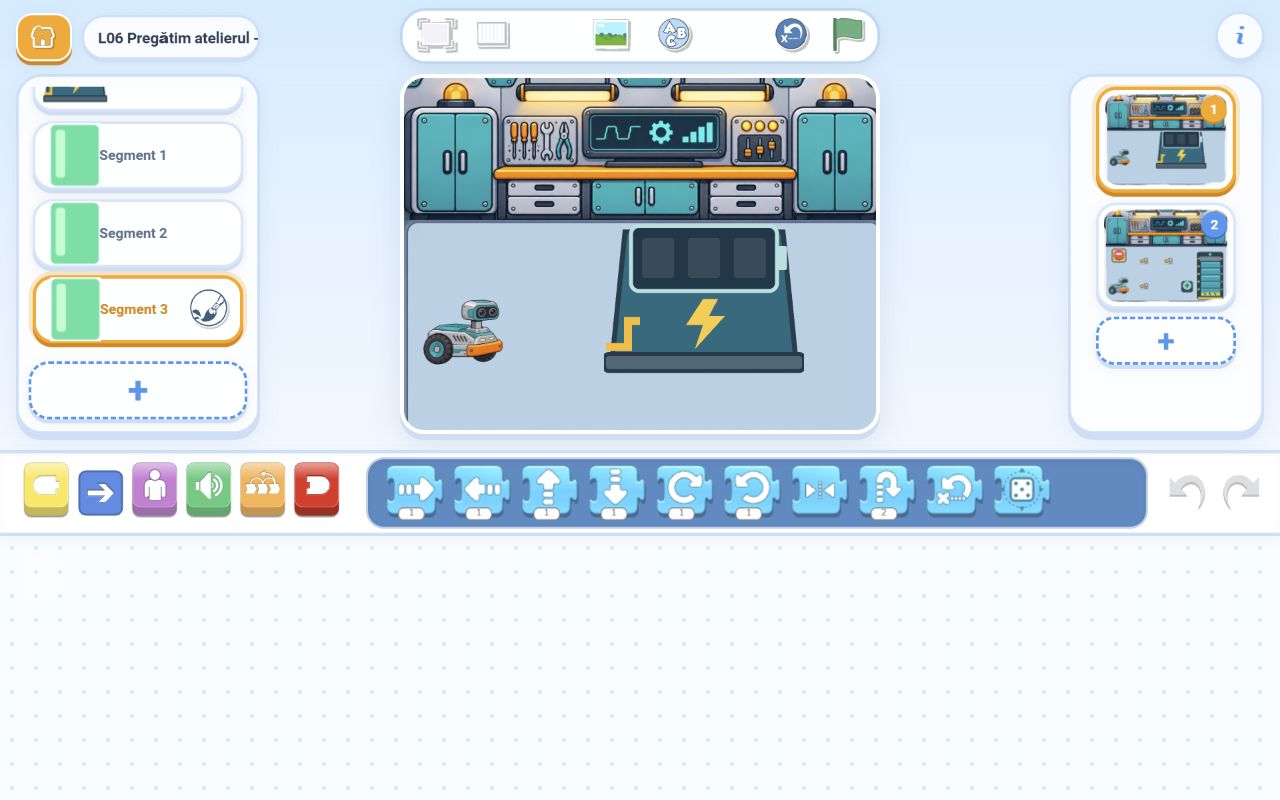 L06 Pregătim atelierul -
A
B
C
x
i
Segment 1
Segment 2
Segment 3
+
1
2
+
1
1
1
1
1
1
2
x